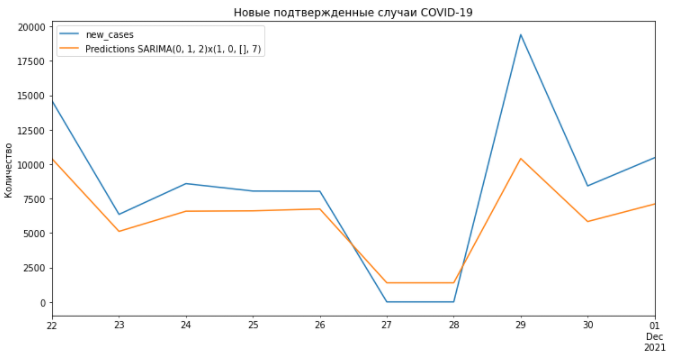 Новые подтвержденные случаи COVID-19
new_cases
Predictions SARIMA(0, 1, 2)x(1, 0, [], 7)
Количество
20000
17500
15000
12500
10000
7500
5000
2500
0
22 23 24 25 26 27 28 29 30 01
Dec
2021